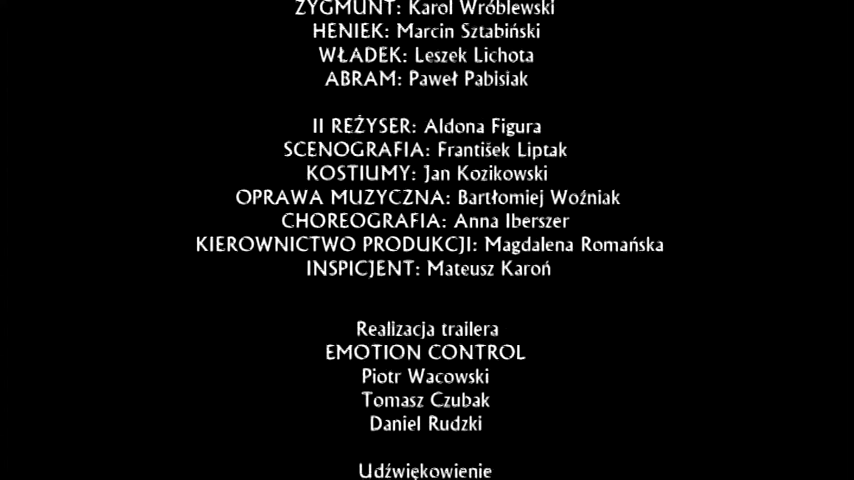 ZYGMUNT: Karol Wróblewski
HENIEK: Marcin Sztabiński
WŁADEK: Leszek Lichota
ABRAM: Paweł Pabisiak
II REŻYSER: Aldona Figura
SCENOGRAFIA: František Liptak
KOSTIUMY: Jan Kozikowski
OPRAWA MUZYCZNA: Bartłomiej Woźniak
CHOREOGRAFIA: Anna Iberszer
KIEROWNICTWO PRODUKCJI: Magdalena Romańska
INSPICJENT: Mateusz Karoń
Realizacja trailera
EMOTION CONTROL
Piotr Wacowski
Tomasz Czubak
Daniel Rudzki
Udźwiękowienie